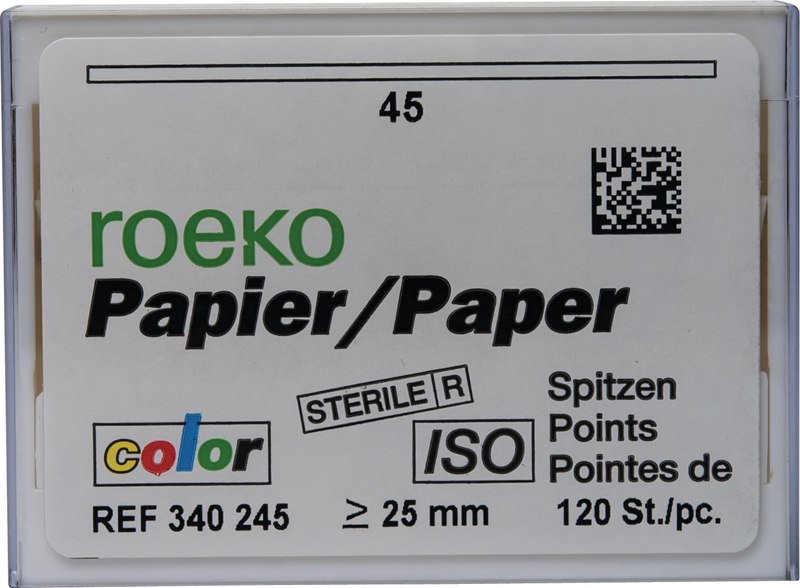 45
roeko
Papier/Paper
STERILE R
Spitzen
Points
Pointes de
color
ISO
REF 340 245
≥ 25 mm
120 St./pc.